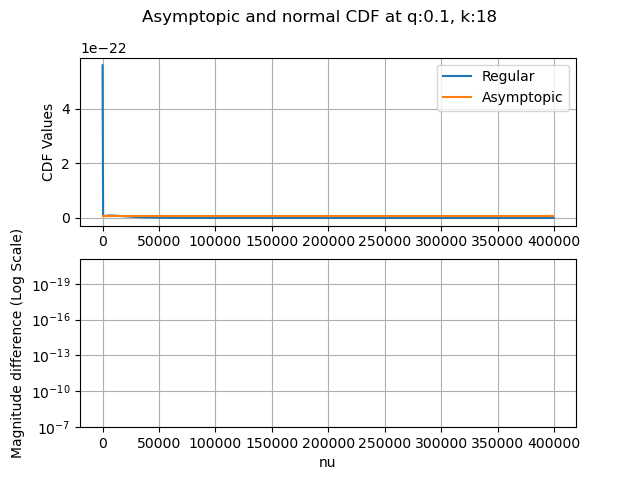 Asymptopic and normal CDF at q:0.1, k:18
1e−22
CDF Values
4
2
0
Regular
Asymptopic
0 50000 100000 150000 200000 250000 300000 350000 400000
Magnitude difference (Log Scale)
10^-19
10^-16
10^-13
10^-10
10^-7
0 50000 100000 150000 200000 250000 300000 350000 400000
nu